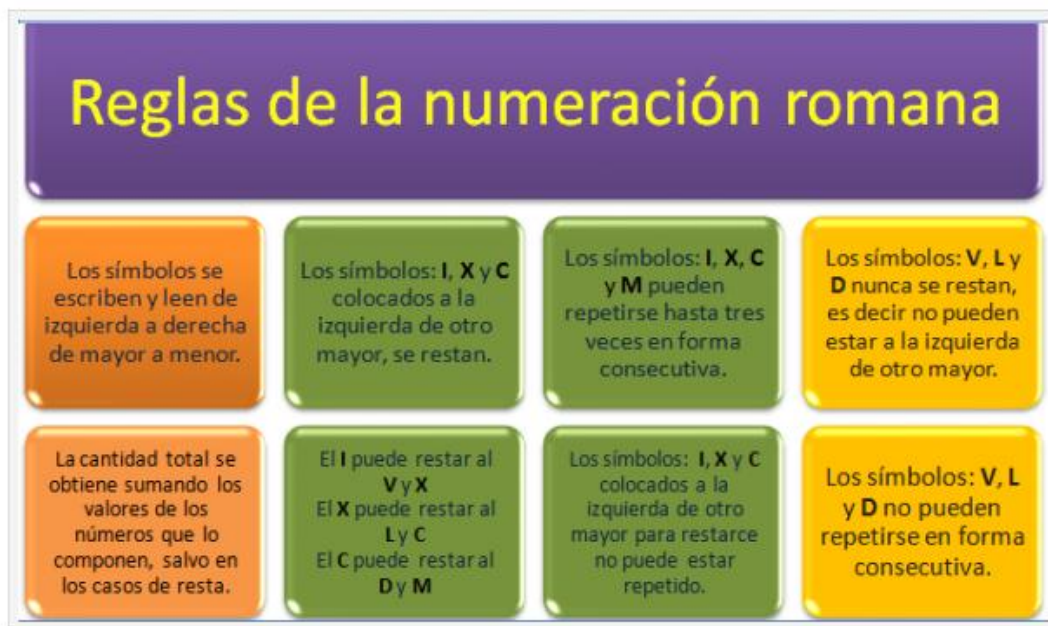 Reglas de la numeración romana
Los símbolos se
escriben y leen de
izquierda a derecha
de mayor a menor.
Los símbolos: I, X y C
colocados a la
izquierda de otro
mayor, se restan.
Los símbolos: I, X, C
y M pueden
repetirse hasta tres
veces en forma
consecutiva.
Los símbolos: V, L y
D nunca se restan,
es decir no pueden
estar a la izquierda
de otro mayor.
La cantidad total se
obtiene sumando los
valores de los
números que lo
componen, salvo en
los casos de resta.
El I puede restar al
V y X
El X puede restar al
L y C
El C puede restar al
D y M
Los símbolos: I, X y C
colocados a la
izquierda de otro
mayor para restarce
no puede estar
repetido.
Los símbolos: V, L
y D no pueden
repetirse en forma
consecutiva.